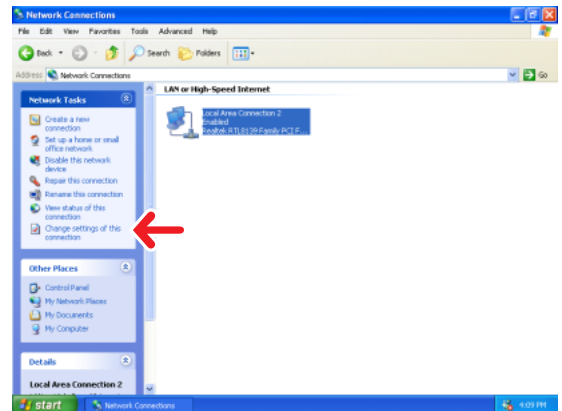 Network Connections
File Edit View Favorites Tools Advanced Help
Back Search Folders
Address Network Connections Go
Network Tasks
Create a new
connection
Set up a home or small
office network
Disable this network
device
Repair this connection
Rename this connection
View status of this
connection
Change settings of this
connection
Other Places
Control Panel
My Network Places
My Documents
My Computer
Details
Local Area Connection 2
LAN or High-Speed Internet
Local Area Connection 2
Enabled
Realtek RTL8139 Family PCI F...
start Network Connections 4:09 PM